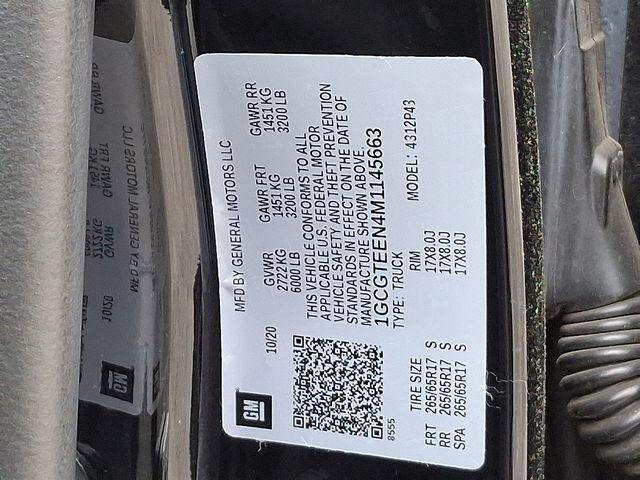 GM
MFD BY GENERAL MOTORS LLC
10/20 GVWR GAWR FRT GAWR RR
2722 KG 1451 KG 1451 KG
6000 LB 3200 LB 3200 LB
THIS VEHICLE CONFORMS TO ALL
APPLICABLE U.S. FEDERAL MOTOR
VEHICLE SAFETY AND THEFT PREVENTION
STANDARDS IN EFFECT ON THE DATE OF
MANUFACTURE SHOWN ABOVE.
1GCGTEEN4M1145663
8555 TYPE: TRUCK MODEL: 4312P43
TIRE SIZE RIM
FRT 265/65R17 S 17X8.0J
RR 265/65R17 S 17X8.0J
SPA 265/65R17 S 17X8.0J